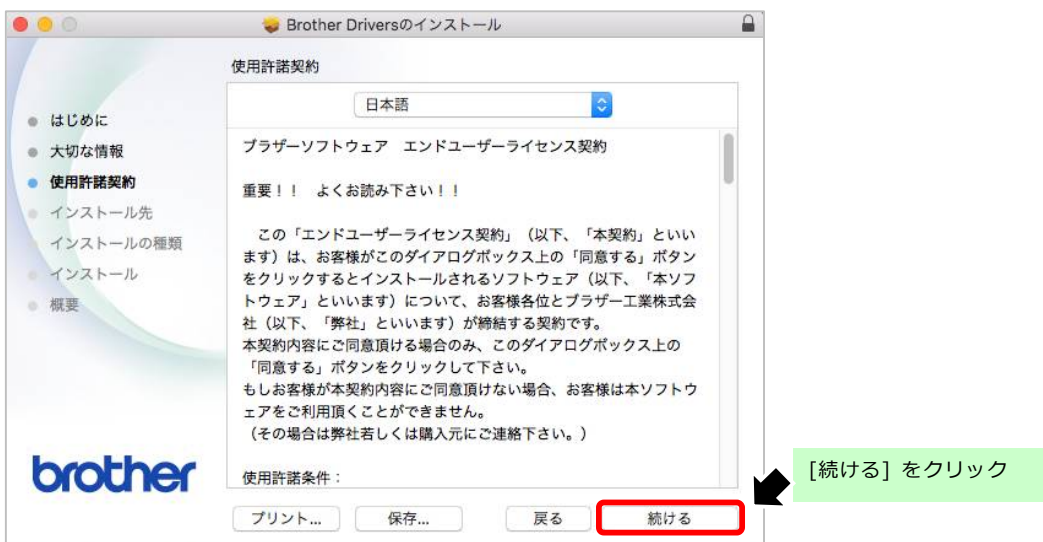 Brother Driversのインストール
使用許諾契約
はじめに
大切な情報
使用許諾契約
インストール先
インストールの種類
インストール
概要
日本語
ブラザーソフトウェア　エンドユーザーライセンス契約
重要！！　よくお読み下さい！！
　この「エンドユーザーライセンス契約」（以下、「本契約」といい
ます）は、お客様がこのダイアログボックス上の「同意する」ボタン
をクリックするとインストールされるソフトウェア（以下、「本ソフ
トウェア」といいます）について、お客様各位とブラザー工業株式会
社（以下、「弊社」といいます）が締結する契約です。
本契約内容にご同意頂ける場合のみ、このダイアログボックス上の
「同意する」ボタンをクリックして下さい。
もしお客様が本契約内容にご同意頂けない場合、お客様は本ソフトウ
ェアをご利用頂くことができません。
（その場合は弊社若しくは購入元にご連絡下さい。）
使用許諾条件：
brother
プリント...
保存...
戻る
続ける
[続ける] をクリック